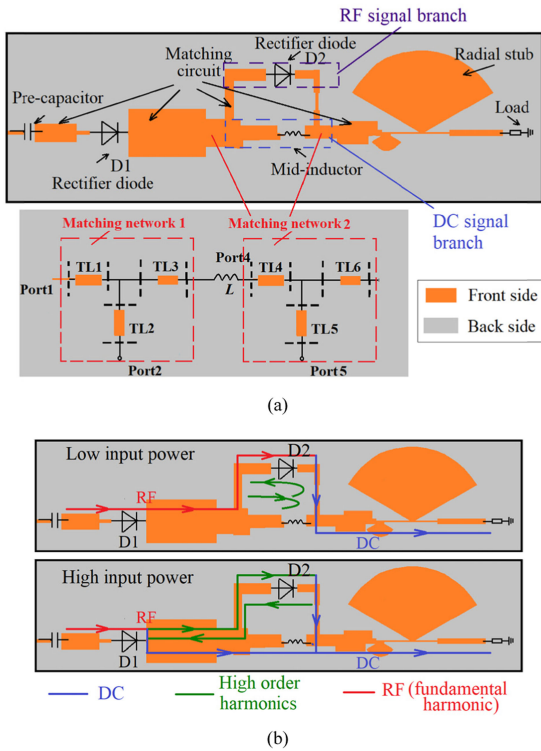 RF signal branch
Rectifier diode
D2
Matching circuit
Radial stub
Pre-capacitor
Load
D1
Rectifier diode
Mid-inductor
DC signal branch
Matching network 1
Matching network 2
Port4
TL1
TL3
TL4
TL6
Port1
L
TL2
TL5
Port2
Port 5
Front side
Back side
(a)
Low input power
D2
RF
D1
DC
High input power
D2
RF
D1
DC
DC
High order harmonics
RF (fundamental harmonic)
(b)